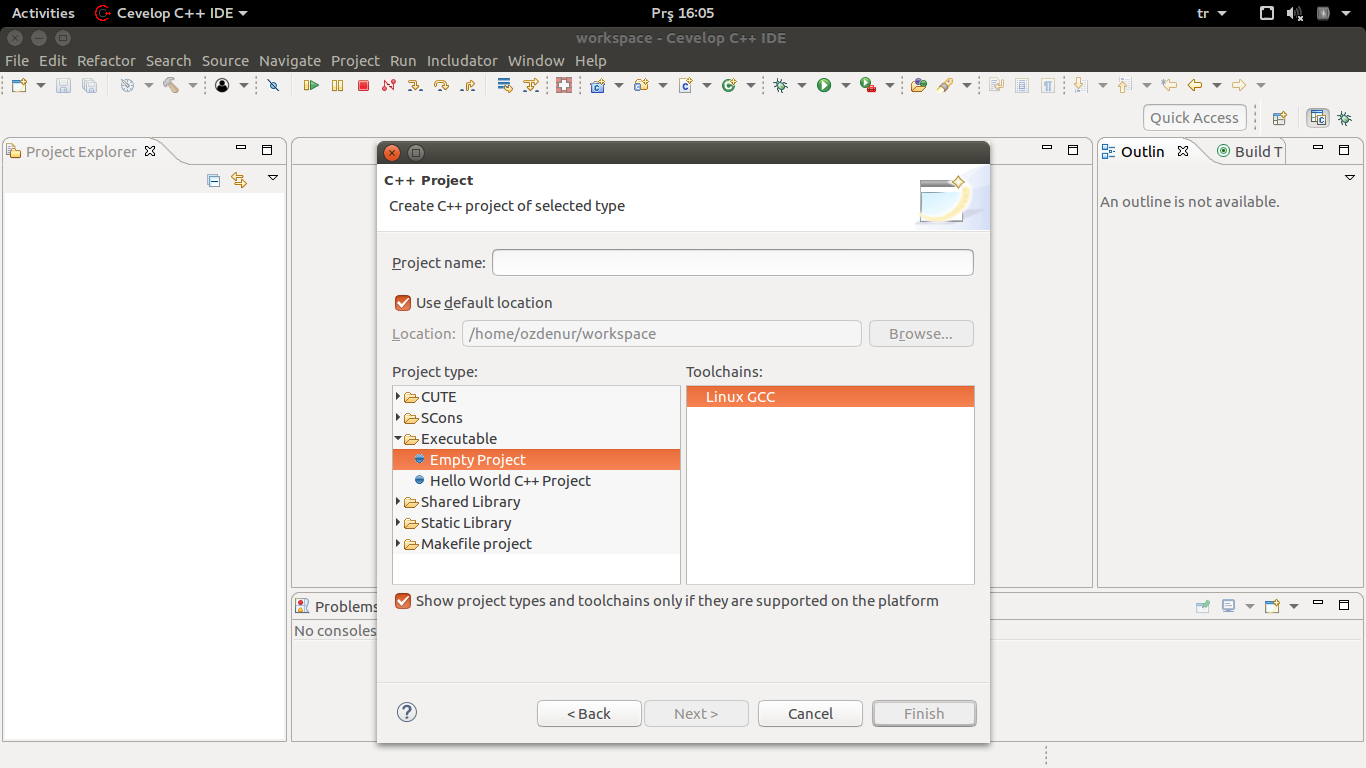 Activities Cevelop C++ IDE Prş 16:05 tr
workspace - Cevelop C++ IDE
File Edit Refactor Search Source Navigate Project Run Includator Window Help
Quick Access
Project Explorer
Outlin Build T
An outline is not available.
C++ Project
Create C++ project of selected type
Project name:
Use default location
Location: /home/ozdenur/workspace Browse...
Project type: Toolchains:
CUTE Linux GCC
SCons
Executable
Empty Project
Hello World C++ Project
Shared Library
Static Library
Makefile project
Show project types and toolchains only if they are supported on the platform
Problems
No consoles
? < Back Next > Cancel Finish